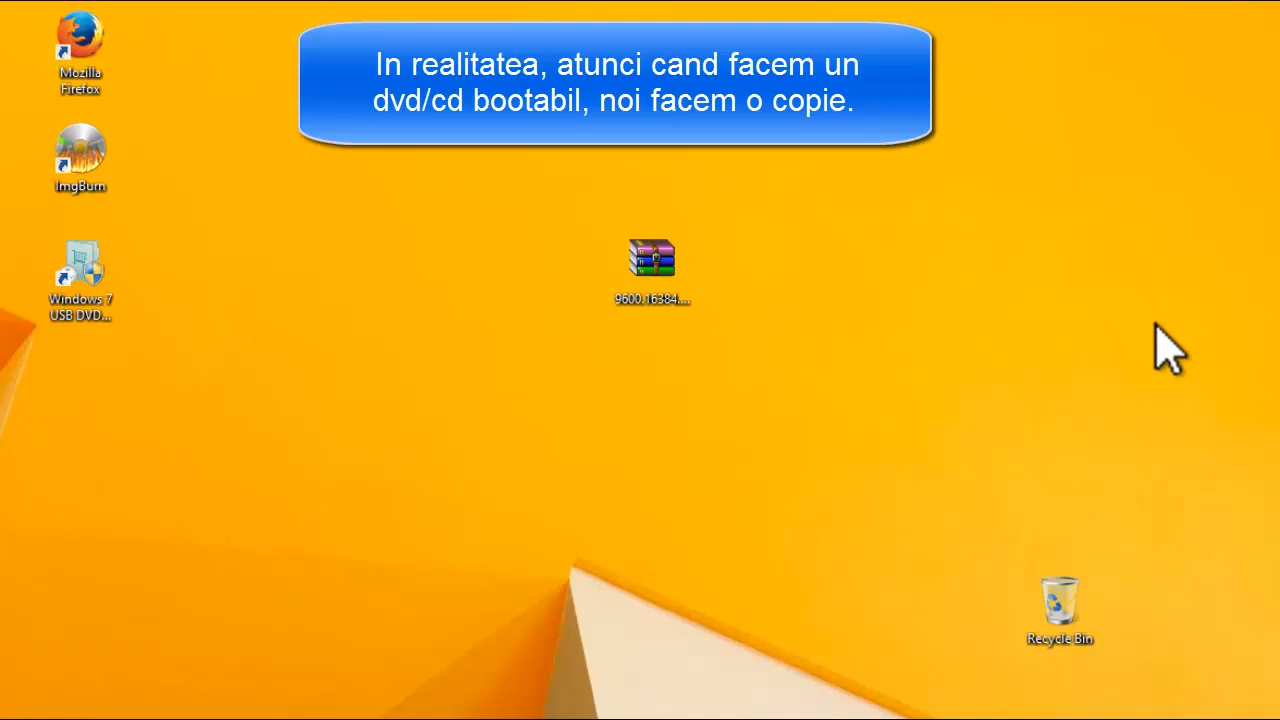 In realitatea, atunci cand facem un
dvd/cd bootabil, noi facem o copie.
Mozilla
Firefox
ImgBurn
Windows 7
USB DVD...
9600.16384....
Recycle Bin